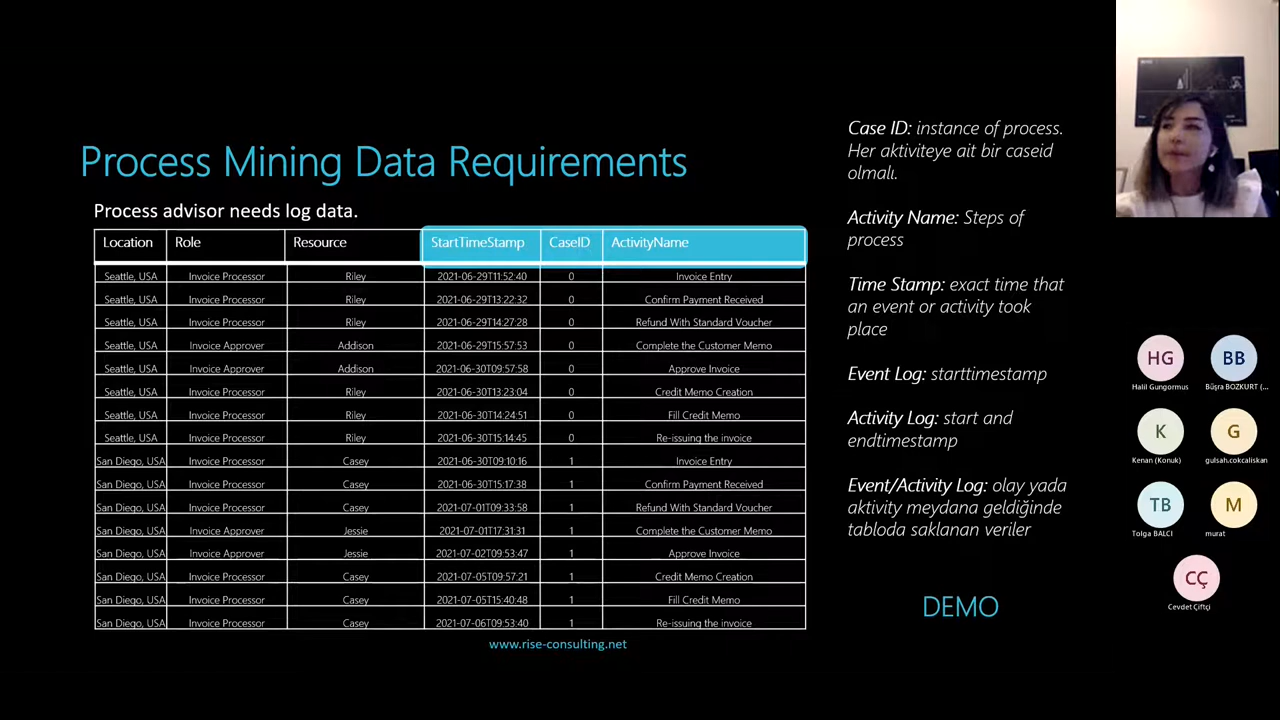 Process Mining Data Requirements
Process advisor needs log data.
Location Role Resource StartTimeStamp CaseID ActivityName
Seattle, USA Invoice Processor Riley 2021-06-29T11:52:40 0 Invoice Entry
Seattle, USA Invoice Processor Riley 2021-06-29T13:22:32 0 Confirm Payment Received
Seattle, USA Invoice Processor Riley 2021-06-29T14:27:28 0 Refund With Standard Voucher
Seattle, USA Invoice Approver Addison 2021-06-29T15:57:53 0 Complete the Customer Memo
Seattle, USA Invoice Approver Addison 2021-06-30T09:57:58 0 Approve Invoice
Seattle, USA Invoice Processor Riley 2021-06-30T13:23:04 0 Credit Memo Creation
Seattle, USA Invoice Processor Riley 2021-06-30T14:24:51 0 Fill Credit Memo
Seattle, USA Invoice Processor Riley 2021-06-30T15:14:45 0 Re-issuing the invoice
San Diego, USA Invoice Processor Casey 2021-06-30T09:10:16 1 Invoice Entry
San Diego, USA Invoice Processor Casey 2021-06-30T15:17:38 1 Confirm Payment Received
San Diego, USA Invoice Processor Casey 2021-07-01T09:33:58 1 Refund With Standard Voucher
San Diego, USA Invoice Approver Jessie 2021-07-01T17:31:31 1 Complete the Customer Memo
San Diego, USA Invoice Approver Jessie 2021-07-02T09:53:47 1 Approve Invoice
San Diego, USA Invoice Processor Casey 2021-07-05T09:57:21 1 Credit Memo Creation
San Diego, USA Invoice Processor Casey 2021-07-05T15:40:48 1 Fill Credit Memo
San Diego, USA Invoice Processor Casey 2021-07-06T09:53:40 1 Re-issuing the invoice
www.rise-consulting.net
Case ID: instance of process.
Her aktiviteye ait bir caseid
olmalı.
Activity Name: Steps of
process
Time Stamp: exact time that
an event or activity took
place
Event Log: starttimestamp
Activity Log: start and
endtimestamp
Event/Activity Log: olay yada
aktivity meydana geldiğinde
tabloda saklanan veriler
DEMO
HG BB
Halil Gungormus Büşra BOZKURT (...
K G
Kenan (Konuk) gulsah.cokcaliskan
TB M
Tolga BALCI murat
CÇ
Cevdet Çiftçi